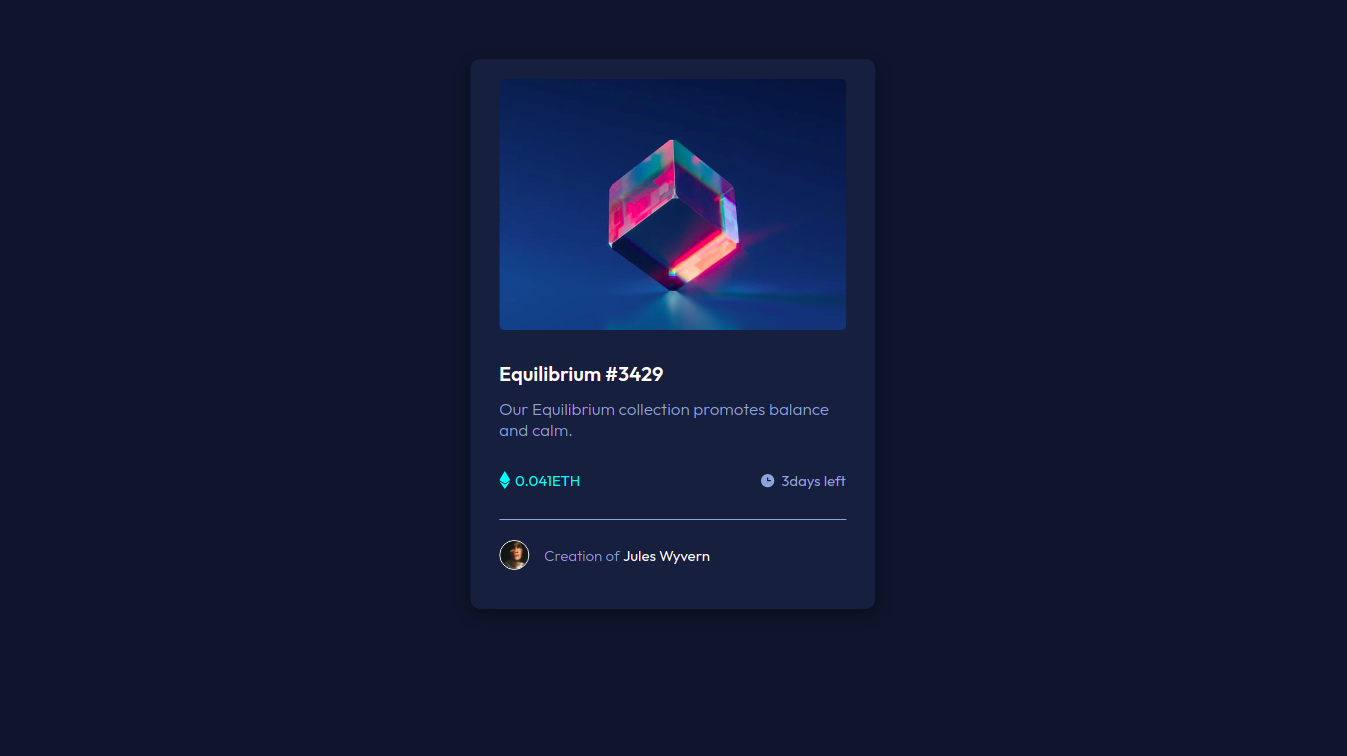 Equilibrium #3429
Our Equilibrium collection promotes balance
and calm.
0.041ETH
3days left
Creation of Jules Wyvern